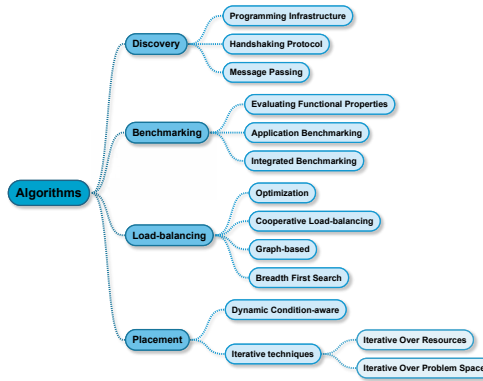 Programming Infrastructure
Discovery
Handshaking Protocol
Message Passing
Evaluating Functional Properties
Benchmarking
Application Benchmarking
Integrated Benchmarking
Algorithms
Optimization
Cooperative Load-balancing
Load-balancing
Graph-based
Breadth First Search
Dynamic Condition-aware
Placement
Iterative techniques
Iterative Over Resources
Iterative Over Problem Space